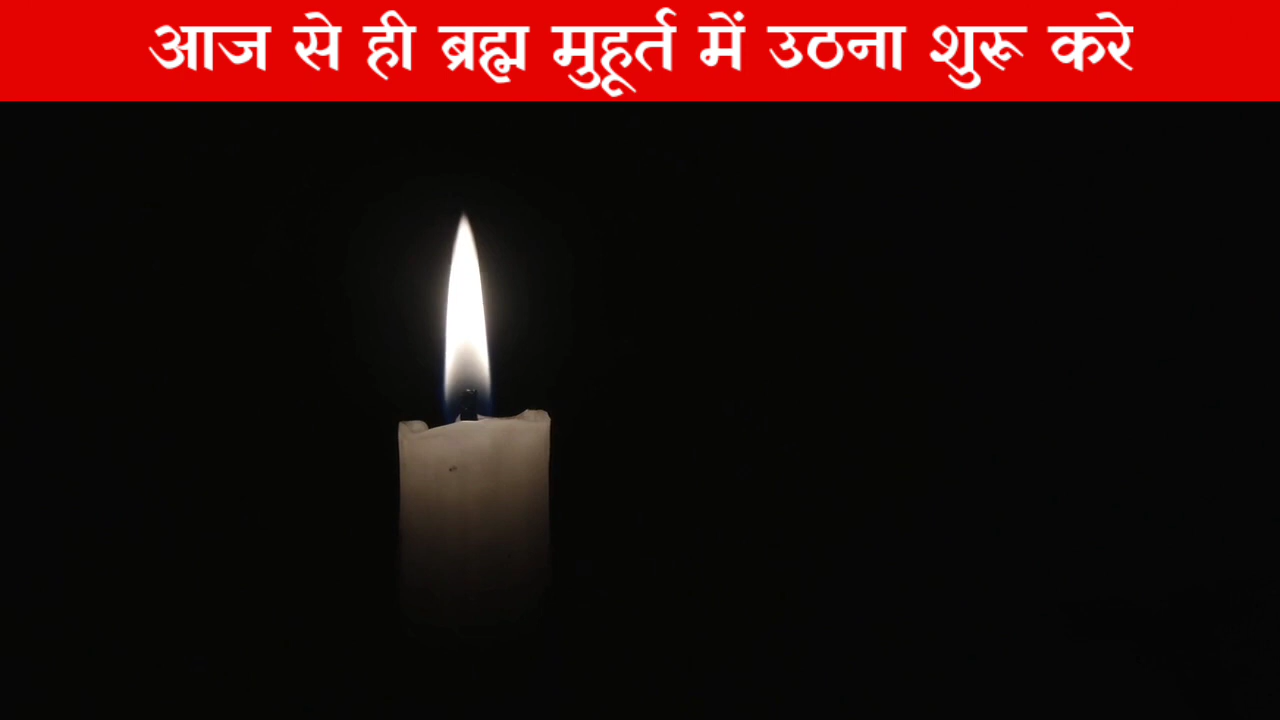 आज से ही ब्रह्म मुहूर्त में उठना शुरू करे